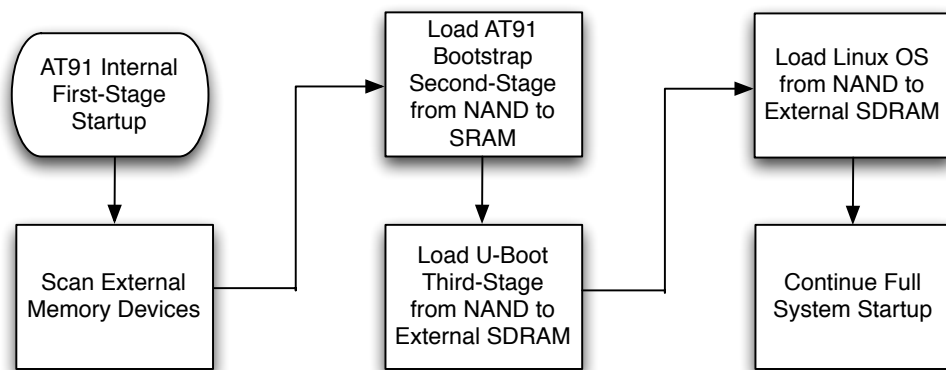 AT91 Internal
First-Stage
Startup
Scan External
Memory Devices
Load AT91
Bootstrap
Second-Stage
from NAND to
SRAM
Load U-Boot
Third-Stage
from NAND to
External SDRAM
Load Linux OS
from NAND to
External SDRAM
Continue Full
System Startup